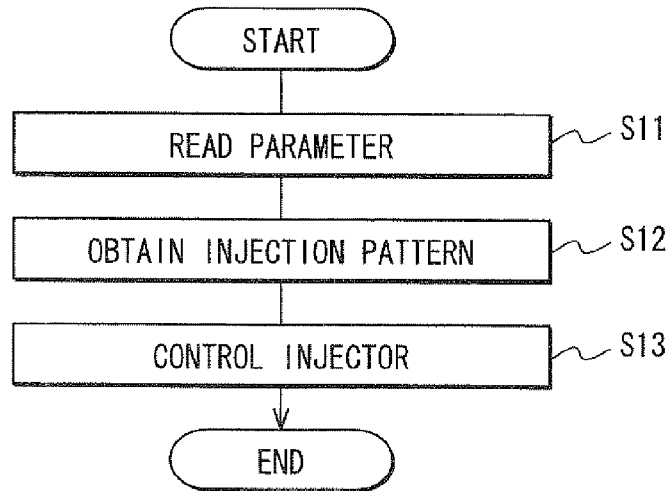 START
READ PARAMETER
S11
OBTAIN INJECTION PATTERN
S12
CONTROL INJECTOR
S13
END